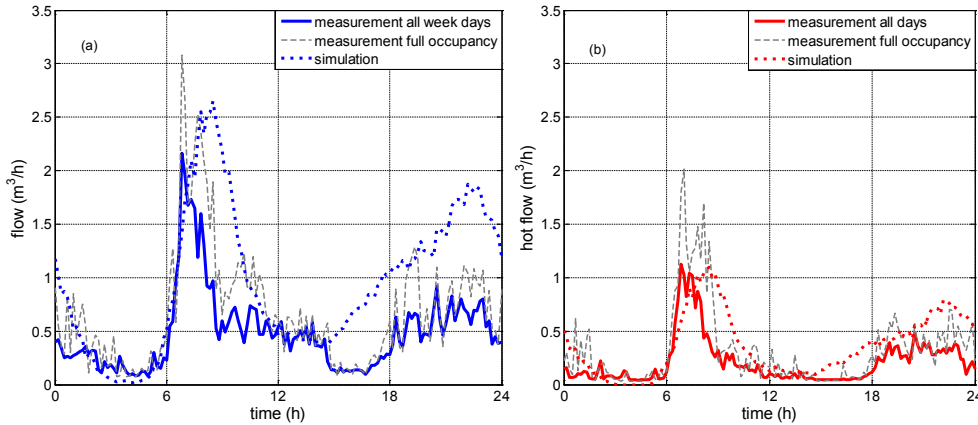 (a)
measurement all week days
measurement full occupancy
simulation
3.5
3
2.5
2
1.5
1
0.5
0
flow (m³/h)
0 6 12 18 24
time (h)
(b)
measurement all days
measurement full occupancy
simulation
3.5
3
2.5
2
1.5
1
0.5
0
hot flow (m³/h)
0 6 12 18 24
time (h)